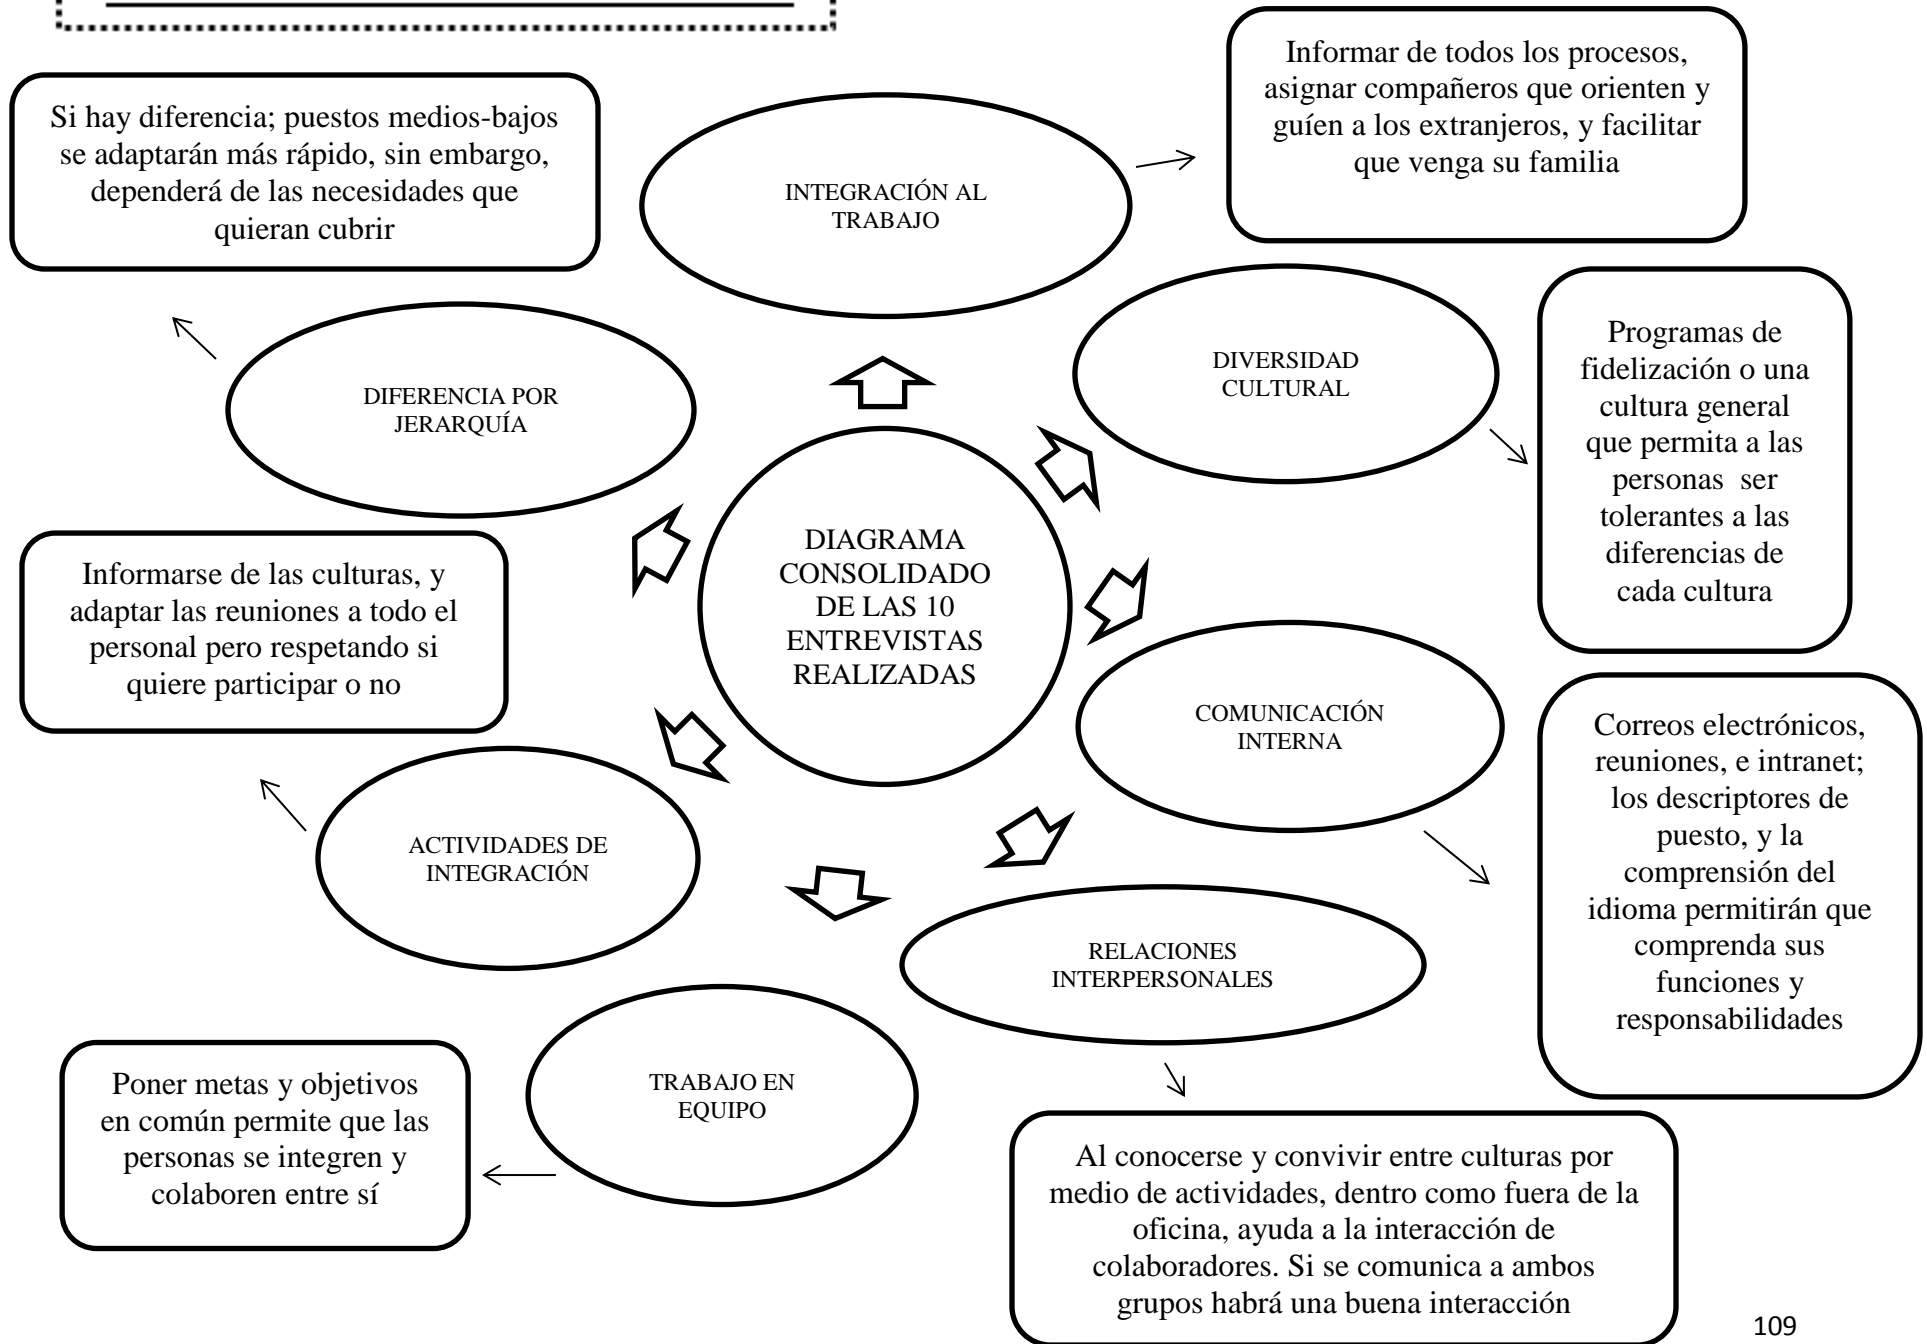 Informar de todos los procesos,
asignar compañeros que orienten y
guíen a los extranjeros, y facilitar
que venga su familia
Si hay diferencia; puestos medios-bajos
se adaptarán más rápido, sin embargo,
dependerá de las necesidades que
quieran cubrir
INTEGRACIÓN AL
TRABAJO
DIVERSIDAD
CULTURAL
Programas de
fidelización o una
cultura general
que permita a las
personas ser
tolerantes a las
diferencias de
cada cultura
DIFERENCIA POR
JERARQUÍA
DIAGRAMA
CONSOLIDADO
DE LAS 10
ENTREVISTAS
REALIZADAS
Informarse de las culturas, y
adaptar las reuniones a todo el
personal pero respetando si
quiere participar o no
COMUNICACIÓN
INTERNA
Correos electrónicos,
reuniones, e intranet;
los descriptores de
puesto, y la
comprensión del
idioma permitirán que
comprenda sus
funciones y
responsabilidades
ACTIVIDADES DE
INTEGRACIÓN
RELACIONES
INTERPERSONALES
TRABAJO EN
EQUIPO
Poner metas y objetivos
en común permite que las
personas se integren y
colaboren entre sí
Al conocerse y convivir entre culturas por
medio de actividades, dentro como fuera de la
oficina, ayuda a la interacción de
colaboradores. Si se comunica a ambos
grupos habrá una buena interacción
109